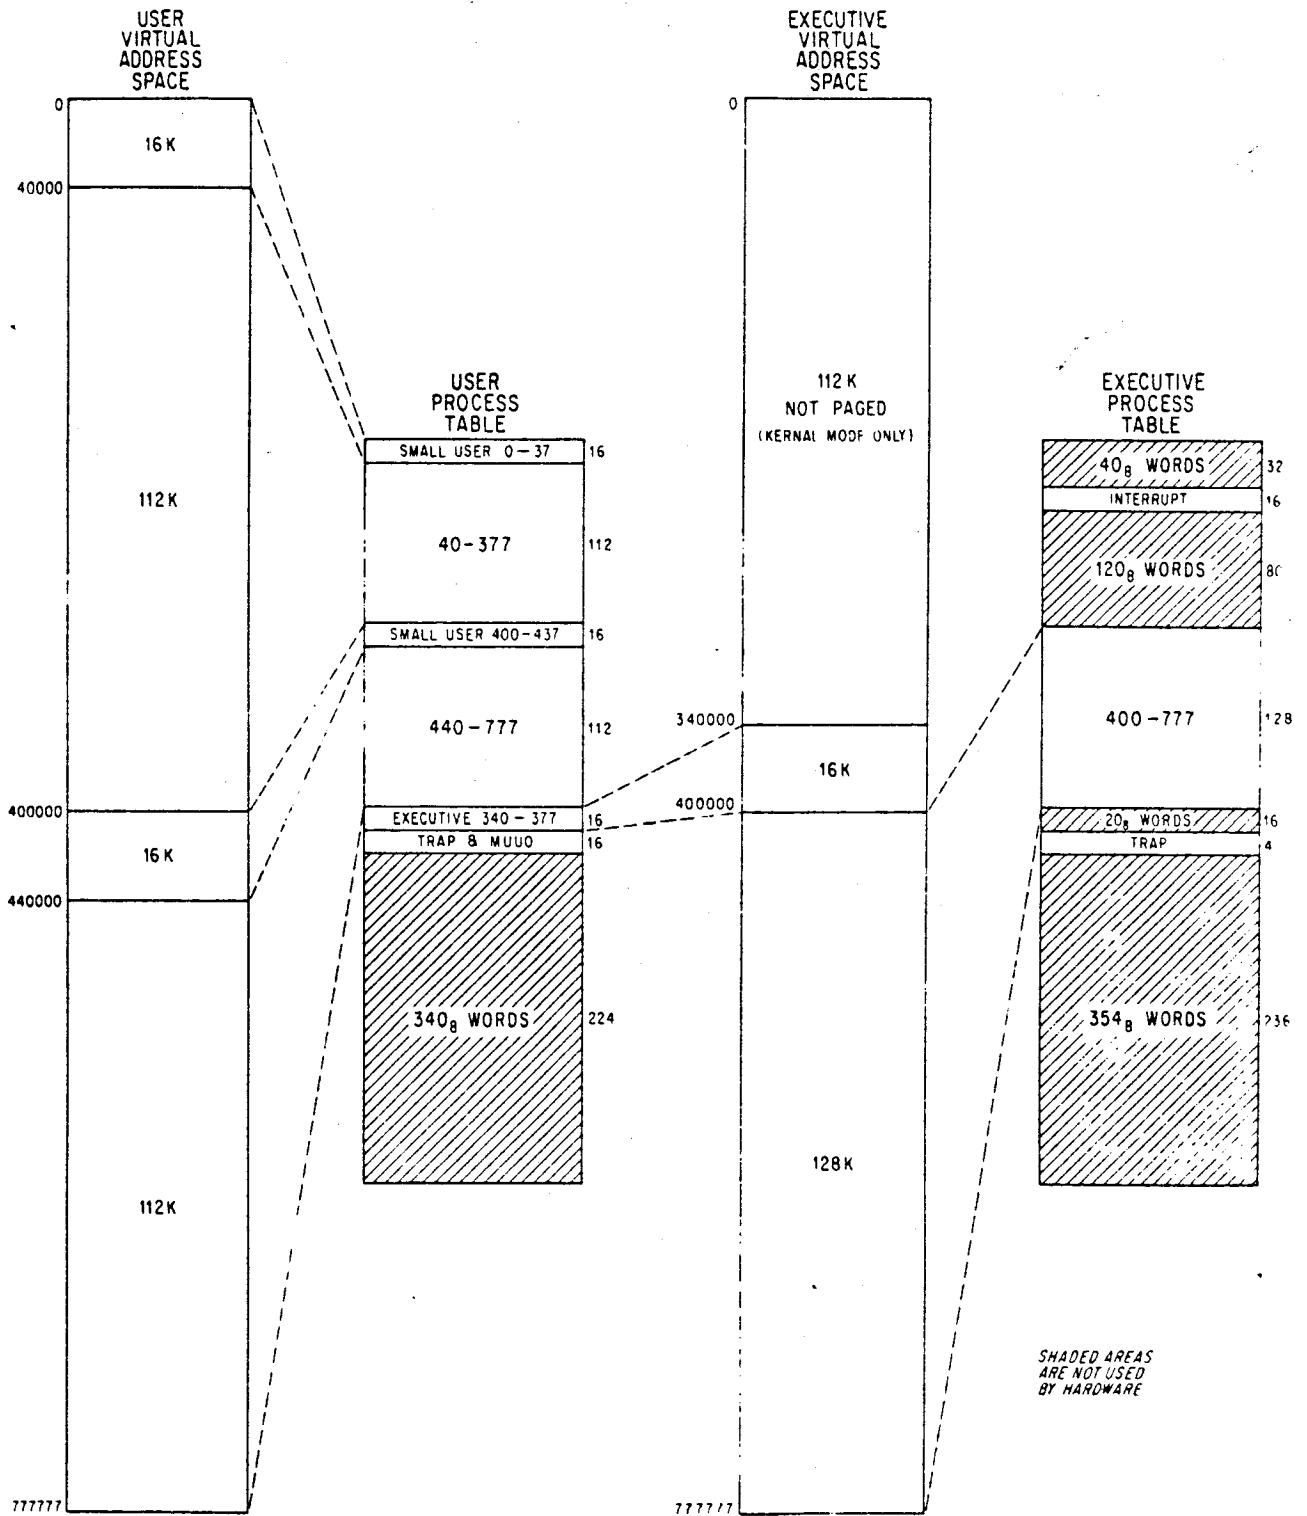 USER
VIRTUAL
ADDRESS
SPACE
0
16K
40000
112K
400000
16K
440000
112K
777777
USER
PROCESS
TABLE
SMALL USER 0-37 16
40-377 112
SMALL USER 400-437 16
440-777 112
EXECUTIVE 340-377 16
TRAP & MUUO 16
340₈ WORDS 224
EXECUTIVE
VIRTUAL
ADDRESS
SPACE
0
112K
NOT PAGED
(KERNAL MODE ONLY)
340000
16K
400000
128K
777777
EXECUTIVE
PROCESS
TABLE
40₈ WORDS 32
INTERRUPT 16
120₈ WORDS 80
400-777 128
20₈ WORDS 16
TRAP 4
354₈ WORDS 236
SHADED AREAS
ARE NOT USED
BY HARDWARE